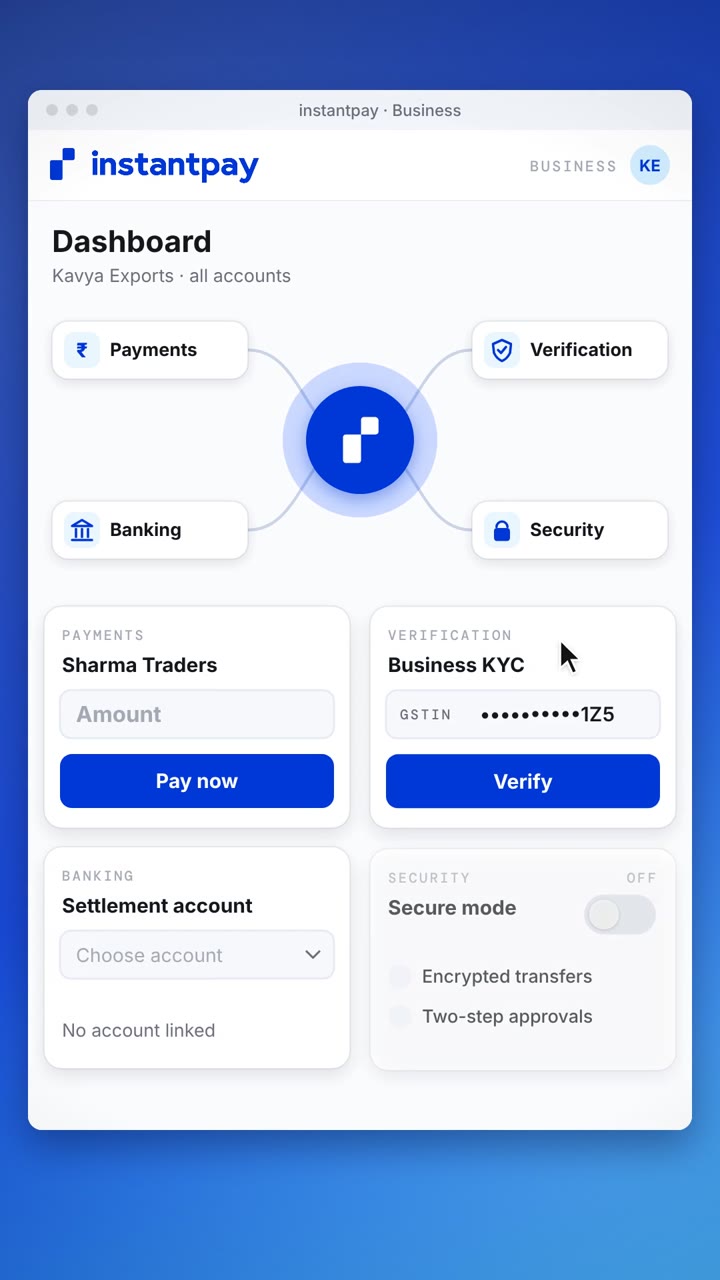 instantpay · Business
instantpay
BUSINESS
KE
Dashboard
Kavya Exports · all accounts
₹ Payments
Verification
Banking
Security
PAYMENTS
Sharma Traders
Amount
Pay now
VERIFICATION
Business KYC
GSTIN ••••••••••1Z5
Verify
BANKING
Settlement account
Choose account
No account linked
SECURITY OFF
Secure mode
Encrypted transfers
Two-step approvals